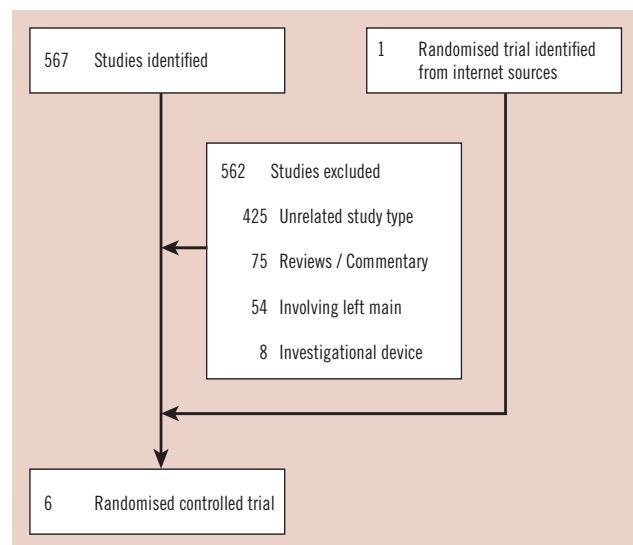 567 Studies identified
1 Randomised trial identified
from internet sources
562 Studies excluded
425 Unrelated study type
75 Reviews / Commentary
54 Involving left main
8 Investigational device
6 Randomised controlled trial